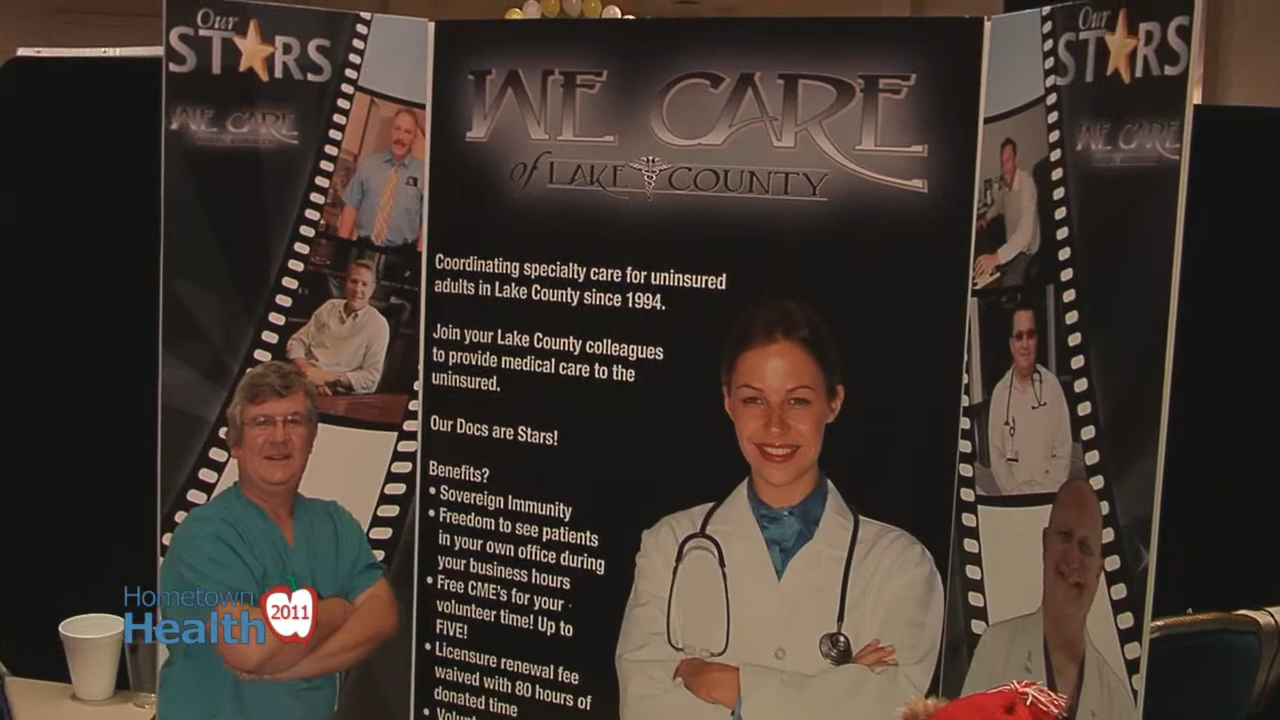 Our
STARS
WE CARE
WE CARE
of LAKE COUNTY
Coordinating specialty care for uninsured
adults in Lake County since 1994.
Join your Lake County colleagues
to provide medical care to the
uninsured.
Our Docs are Stars!
Benefits?
• Sovereign Immunity
• Freedom to see patients
in your own office during
your business hours
• Free CME's for your
volunteer time! Up to
FIVE!
• Licensure renewal fee
waived with 80 hours of
donated time
Our
STARS
WE CARE
Hometown
Health
2011